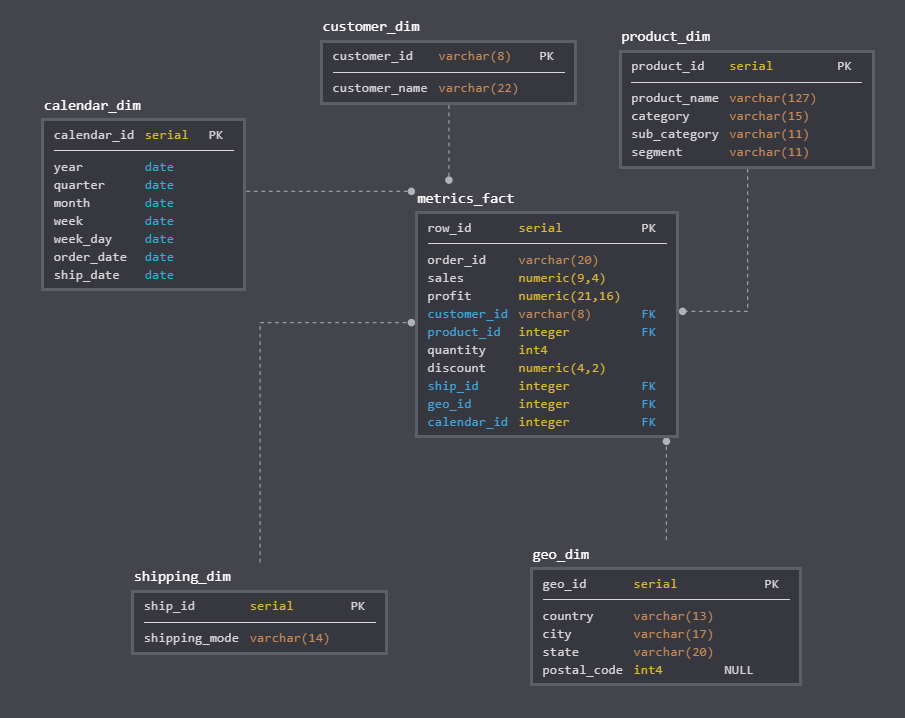 customer_dim
customer_id varchar(8) PK
customer_name varchar(22)
product_dim
product_id serial PK
product_name varchar(127)
category varchar(15)
sub_category varchar(11)
segment varchar(11)
calendar_dim
calendar_id serial PK
year date
quarter date
month date
week date
week_day date
order_date date
ship_date date
metrics_fact
row_id serial PK
order_id varchar(20)
sales numeric(9,4)
profit numeric(21,16)
customer_id varchar(8) FK
product_id integer FK
quantity int4
discount numeric(4,2)
ship_id integer FK
geo_id integer FK
calendar_id integer FK
shipping_dim
ship_id serial PK
shipping_mode varchar(14)
geo_dim
geo_id serial PK
country varchar(13)
city varchar(17)
state varchar(20)
postal_code int4 NULL